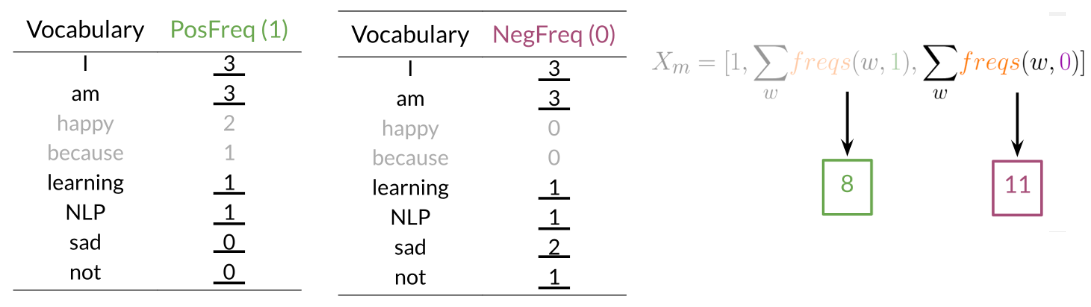 Vocabulary PosFreq (1)
I 3
am 3
happy 2
because 1
learning 1
NLP 1
sad 0
not 0
Vocabulary NegFreq (0)
I 3
am 3
happy 0
because 0
learning 1
NLP 1
sad 2
not 1
X_m = [1, ∑_w freqs(w, 1), ∑_w freqs(w, 0)]
8 11